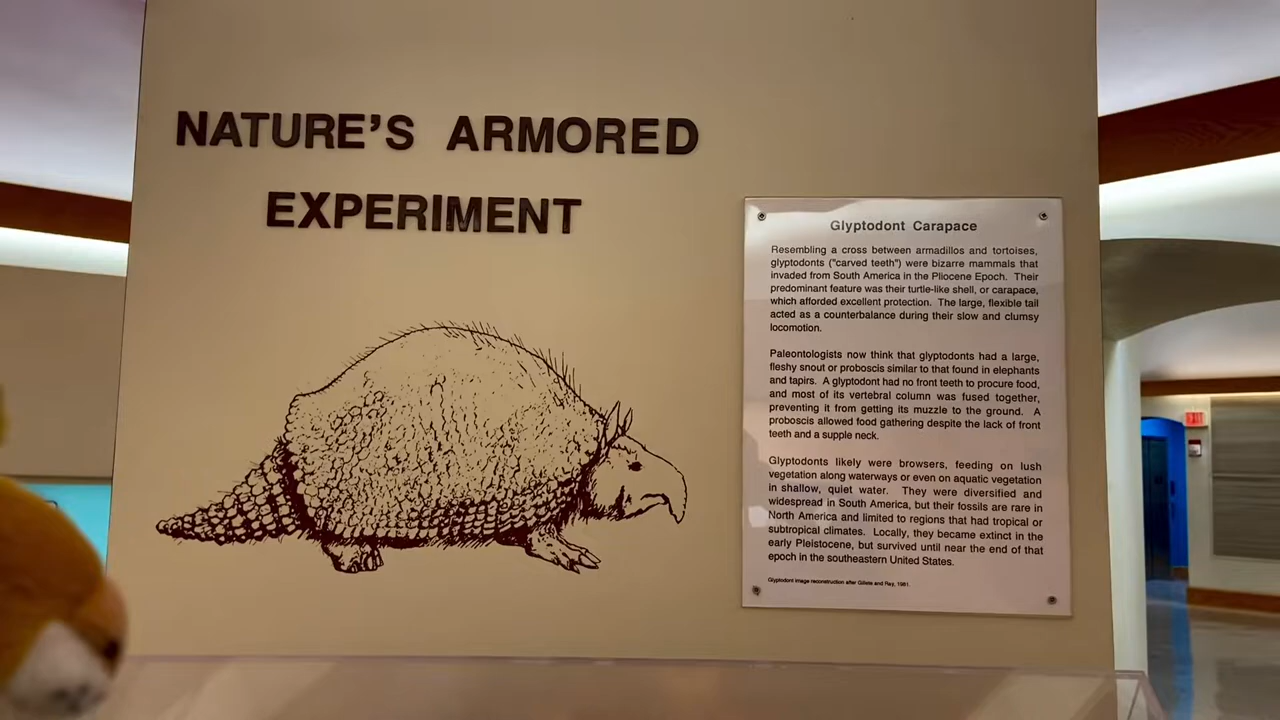 NATURE'S ARMORED
EXPERIMENT
Glyptodont Carapace
Resembling a cross between armadillos and tortoises,
glyptodonts ("carved teeth") were bizarre mammals that
invaded from South America in the Pliocene Epoch. Their
predominant feature was their turtle-like shell, or carapace,
which afforded excellent protection. The large, flexible tail
acted as a counterbalance during their slow and clumsy
locomotion.
Paleontologists now think that glyptodonts had a large,
fleshy snout or proboscis similar to that found in elephants
and tapirs. A glyptodont had no front teeth to procure food,
and most of its vertebral column was fused together,
preventing it from getting its muzzle to the ground. A
proboscis allowed food gathering despite the lack of front
teeth and a supple neck.
Glyptodonts likely were browsers, feeding on lush
vegetation along waterways or even on aquatic vegetation
in shallow, quiet water. They were diversified and
widespread in South America, but their fossils are rare in
North America and limited to regions that had tropical or
subtropical climates. Locally, they became extinct in the
early Pleistocene, but survived until near the end of that
epoch in the southeastern United States.
Glyptodont image reconstruction after Gillete and Ray, 1981.